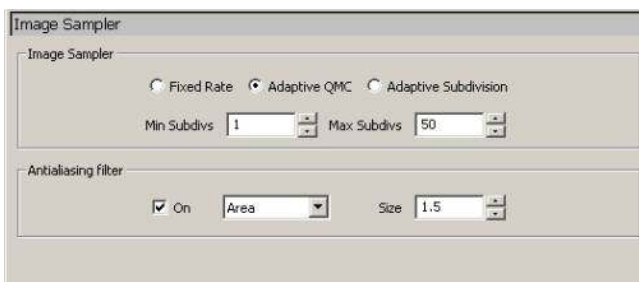 Image Sampler
Image Sampler
Fixed Rate Adaptive QMC Adaptive Subdivision
Min Subdivs 1 Max Subdivs 50
Antialiasing filter
On Area Size 1.5